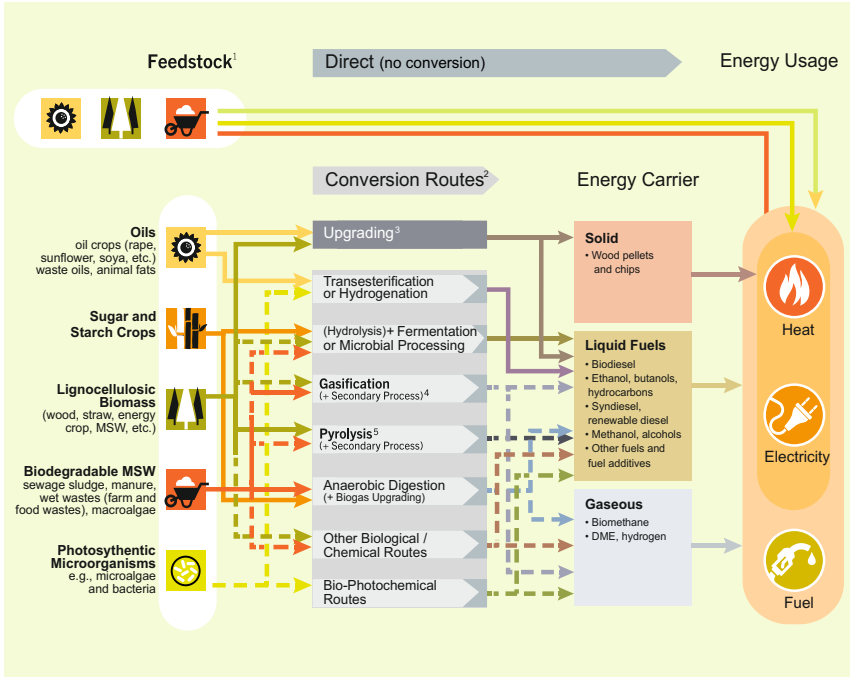 Feedstock¹
Direct (no conversion)
Energy Usage
Conversion Routes²
Energy Carrier
Oils
oil crops (rape,
sunflower, soya, etc.)
waste oils, animal fats
Sugar and
Starch Crops
Lignocellulosic
Biomass
(wood, straw, energy
crop, MSW, etc.)
Biodegradable MSW
sewage sludge, manure,
wet wastes (farm and
food wastes), macroalgae
Photosythentic
Microorganisms
e.g., microalgae
and bacteria
Upgrading³
Transesterification
or Hydrogenation
(Hydrolysis)+ Fermentation
or Microbial Processing
Gasification
(+ Secondary Process)⁴
Pyrolysis⁵
(+ Secondary Process)
Anaerobic Digestion
(+ Biogas Upgrading)
Other Biological /
Chemical Routes
Bio-Photochemical
Routes
Solid
• Wood pellets
and chips
Liquid Fuels
• Biodiesel
• Ethanol, butanols,
hydrocarbons
• Syndiesel,
renewable diesel
• Methanol, alcohols
• Other fuels and
fuel additives
Gaseous
• Biomethane
• DME, hydrogen
Heat
Electricity
Fuel